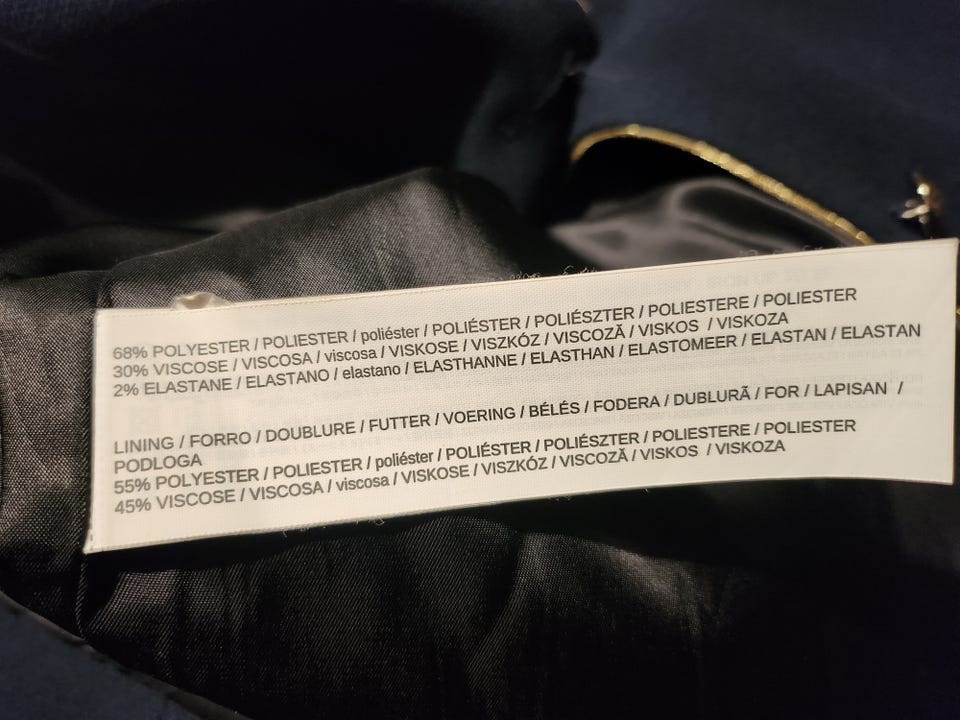 68% POLYESTER / POLIESTER / poliéster / POLIÉSTER / POLIÉSZTER / POLIESTERE / POLIESTER
30% VISCOSE / VISCOSA / viscosa / VISKOSE / VISZKÓZ / VISCOZĂ / VISKOS / VISKOZA
2% ELASTANE / ELASTANO / elastano / ELASTHANNE / ELASTHAN / ELASTOMEER / ELASTAN / ELASTAN
LINING / FORRO / DOUBLURE / FUTTER / VOERING / BÉLÉS / FODERA / DUBLURĂ / FOR / LAPISAN /
PODLOGA
55% POLYESTER / POLIESTER / poliéster / POLIÉSTER / POLIÉSZTER / POLIESTERE / POLIESTER
45% VISCOSE / VISCOSA / viscosa / VISKOSE / VISZKÓZ / VISCOZĂ / VISKOS / VISKOZA